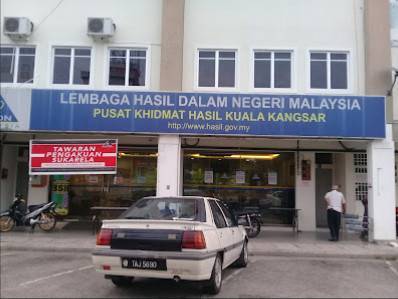 LEMBAGA HASIL DALAM NEGERI MALAYSIA
PUSAT KHIDMAT HASIL KUALA KANGSAR
http://www.hasil.gov.my
TAWARAN
PENGAKUAN
SUKARELA
TAJ 5690